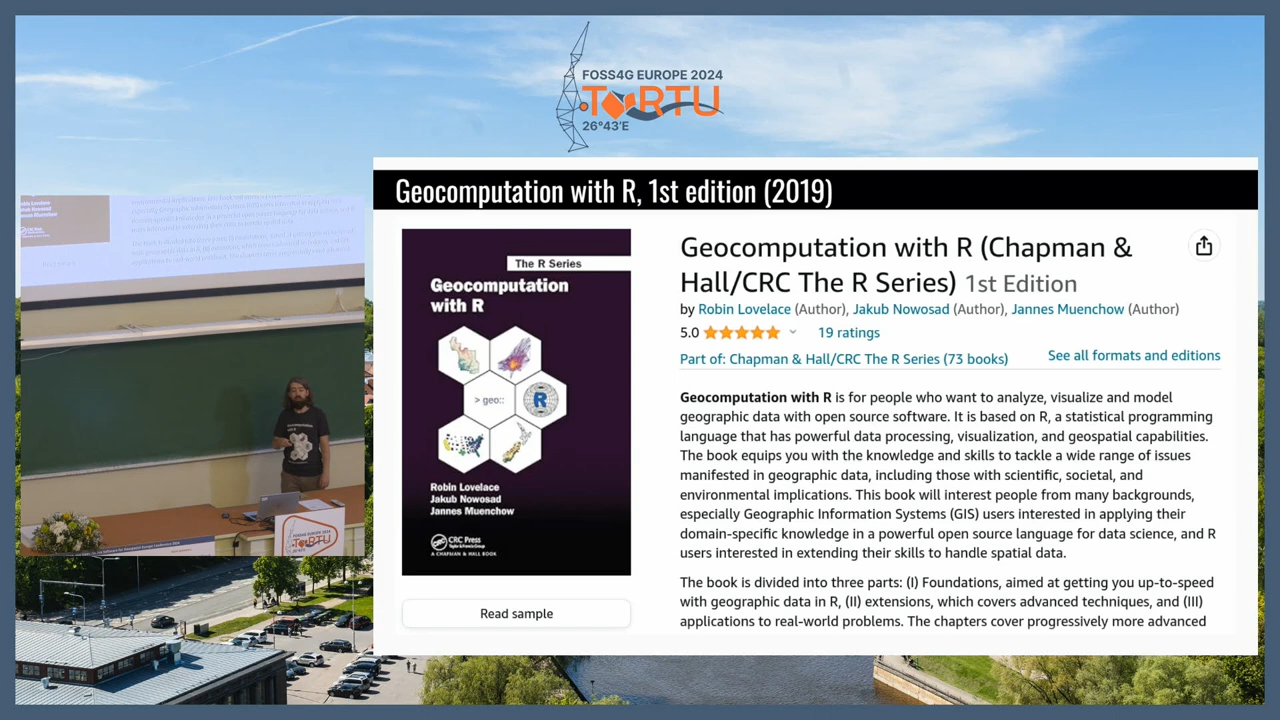 FOSS4G EUROPE 2024
TORTU
26°43'E
Geocomputation with R, 1st edition (2019)
The R Series
Geocomputation
with R
> geo::
R
Robin Lovelace
Jakub Nowosad
Jannes Muenchow
CRC Press
Taylor & Francis Group
A CHAPMAN & HALL BOOK
Read sample
Geocomputation with R (Chapman &
Hall/CRC The R Series) 1st Edition
by Robin Lovelace (Author), Jakub Nowosad (Author), Jannes Muenchow (Author)
5.0 19 ratings
Part of: Chapman & Hall/CRC The R Series (73 books)
See all formats and editions
Geocomputation with R is for people who want to analyze, visualize and model
geographic data with open source software. It is based on R, a statistical programming
language that has powerful data processing, visualization, and geospatial capabilities.
The book equips you with the knowledge and skills to tackle a wide range of issues
manifested in geographic data, including those with scientific, societal, and
environmental implications. This book will interest people from many backgrounds,
especially Geographic Information Systems (GIS) users interested in applying their
domain-specific knowledge in a powerful open source language for data science, and R
users interested in extending their skills to handle spatial data.
The book is divided into three parts: (I) Foundations, aimed at getting you up-to-speed
with geographic data in R, (II) extensions, which covers advanced techniques, and (III)
applications to real-world problems. The chapters cover progressively more advanced
Geocomputation
with R